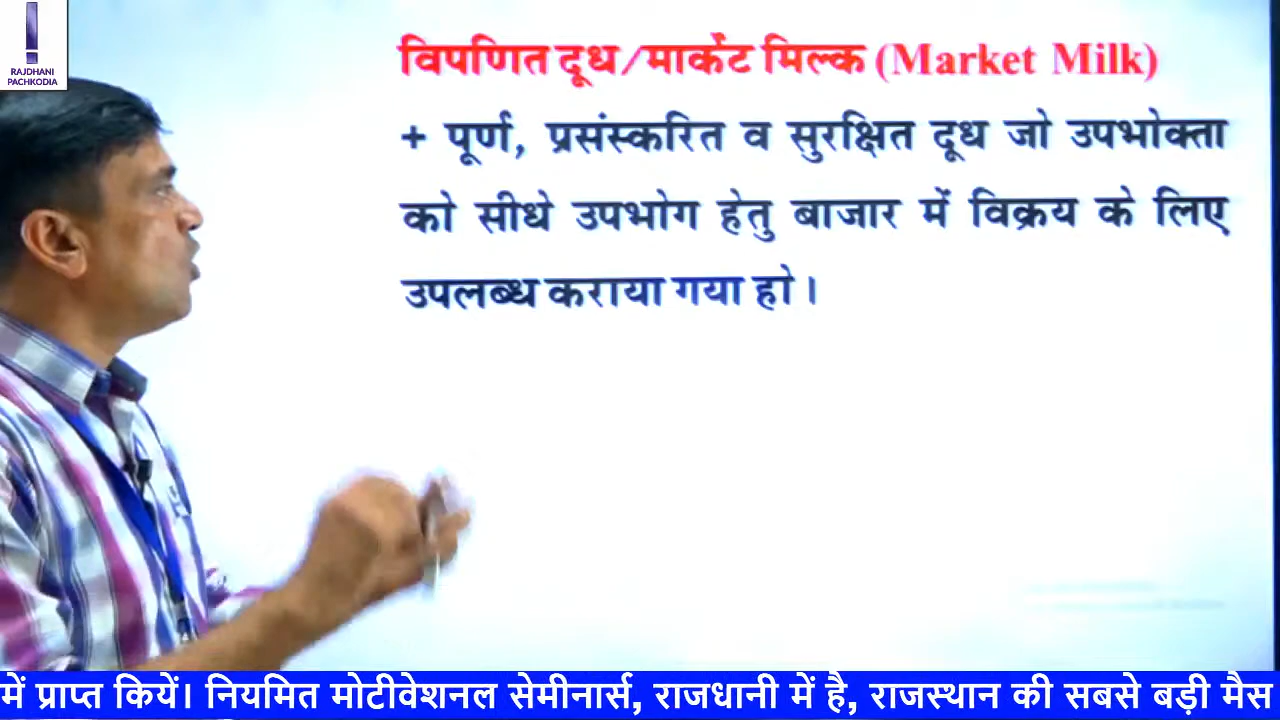 RAJDHANI
PACHKODIA
विपणित दूध/मार्केट मिल्क (Market Milk)
+ पूर्ण, प्रसंस्करित व सुरक्षित दूध जो उपभोक्ता
को सीधे उपभोग हेतु बाजार में विक्रय के लिए
उपलब्ध कराया गया हो।
में प्राप्त कियें। नियमित मोटीवेशनल सेमीनार्स, राजधानी में है, राजस्थान की सबसे बड़ी मैस